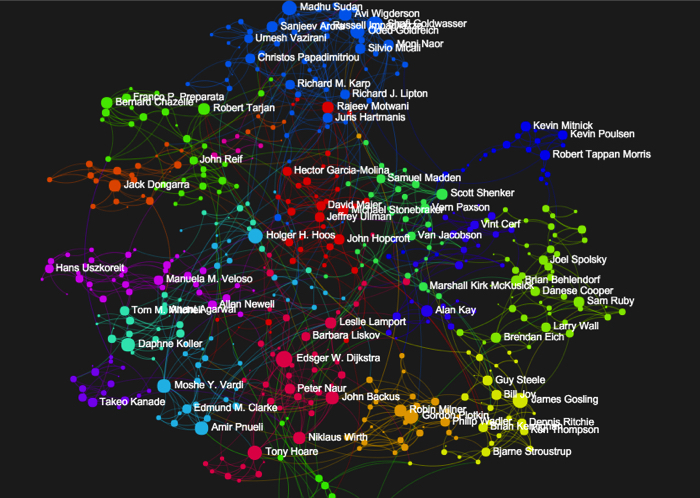 Madhu Sudan
Avi Wigderson
Sanjeev Arora
Russell Impagliazzo
Shafi Goldwasser
Oded Goldreich
Umesh Vazirani
Silvio Micali
Moni Naor
Christos Papadimitriou
Richard M. Karp
Richard J. Lipton
Franco P. Preparata
Bernard Chazelle
Robert Tarjan
Rajeev Motwani
Juris Hartmanis
Kevin Mitnick
Kevin Poulsen
Robert Tappan Morris
John Reif
Hector Garcia-Molina
Samuel Madden
Jack Dongarra
Scott Shenker
David Maier
Michael Stonebraker
Vern Paxson
Jeffrey Ullman
Vint Cerf
Holger H. Hoos
John Hopcroft
Van Jacobson
Joel Spolsky
Hans Uszkoreit
Manuela M. Veloso
Brian Behlendorf
Marshall Kirk McKusick
Danese Cooper
Sam Ruby
Allen Newell
Tom M. Mitchell
Agarwal
Alan Kay
Leslie Lamport
Larry Wall
Barbara Liskov
Brendan Eich
Daphne Koller
Edsger W. Dijkstra
Guy Steele
Moshe Y. Vardi
Peter Naur
Bill Joy
John Backus
James Gosling
Takeo Kanade
Edmund M. Clarke
Robin Milner
Gordon Plotkin
Philip Wadler
Dennis Ritchie
Amir Pnueli
Brian Kernighan
Ken Thompson
Niklaus Wirth
Tony Hoare
Bjarne Stroustrup